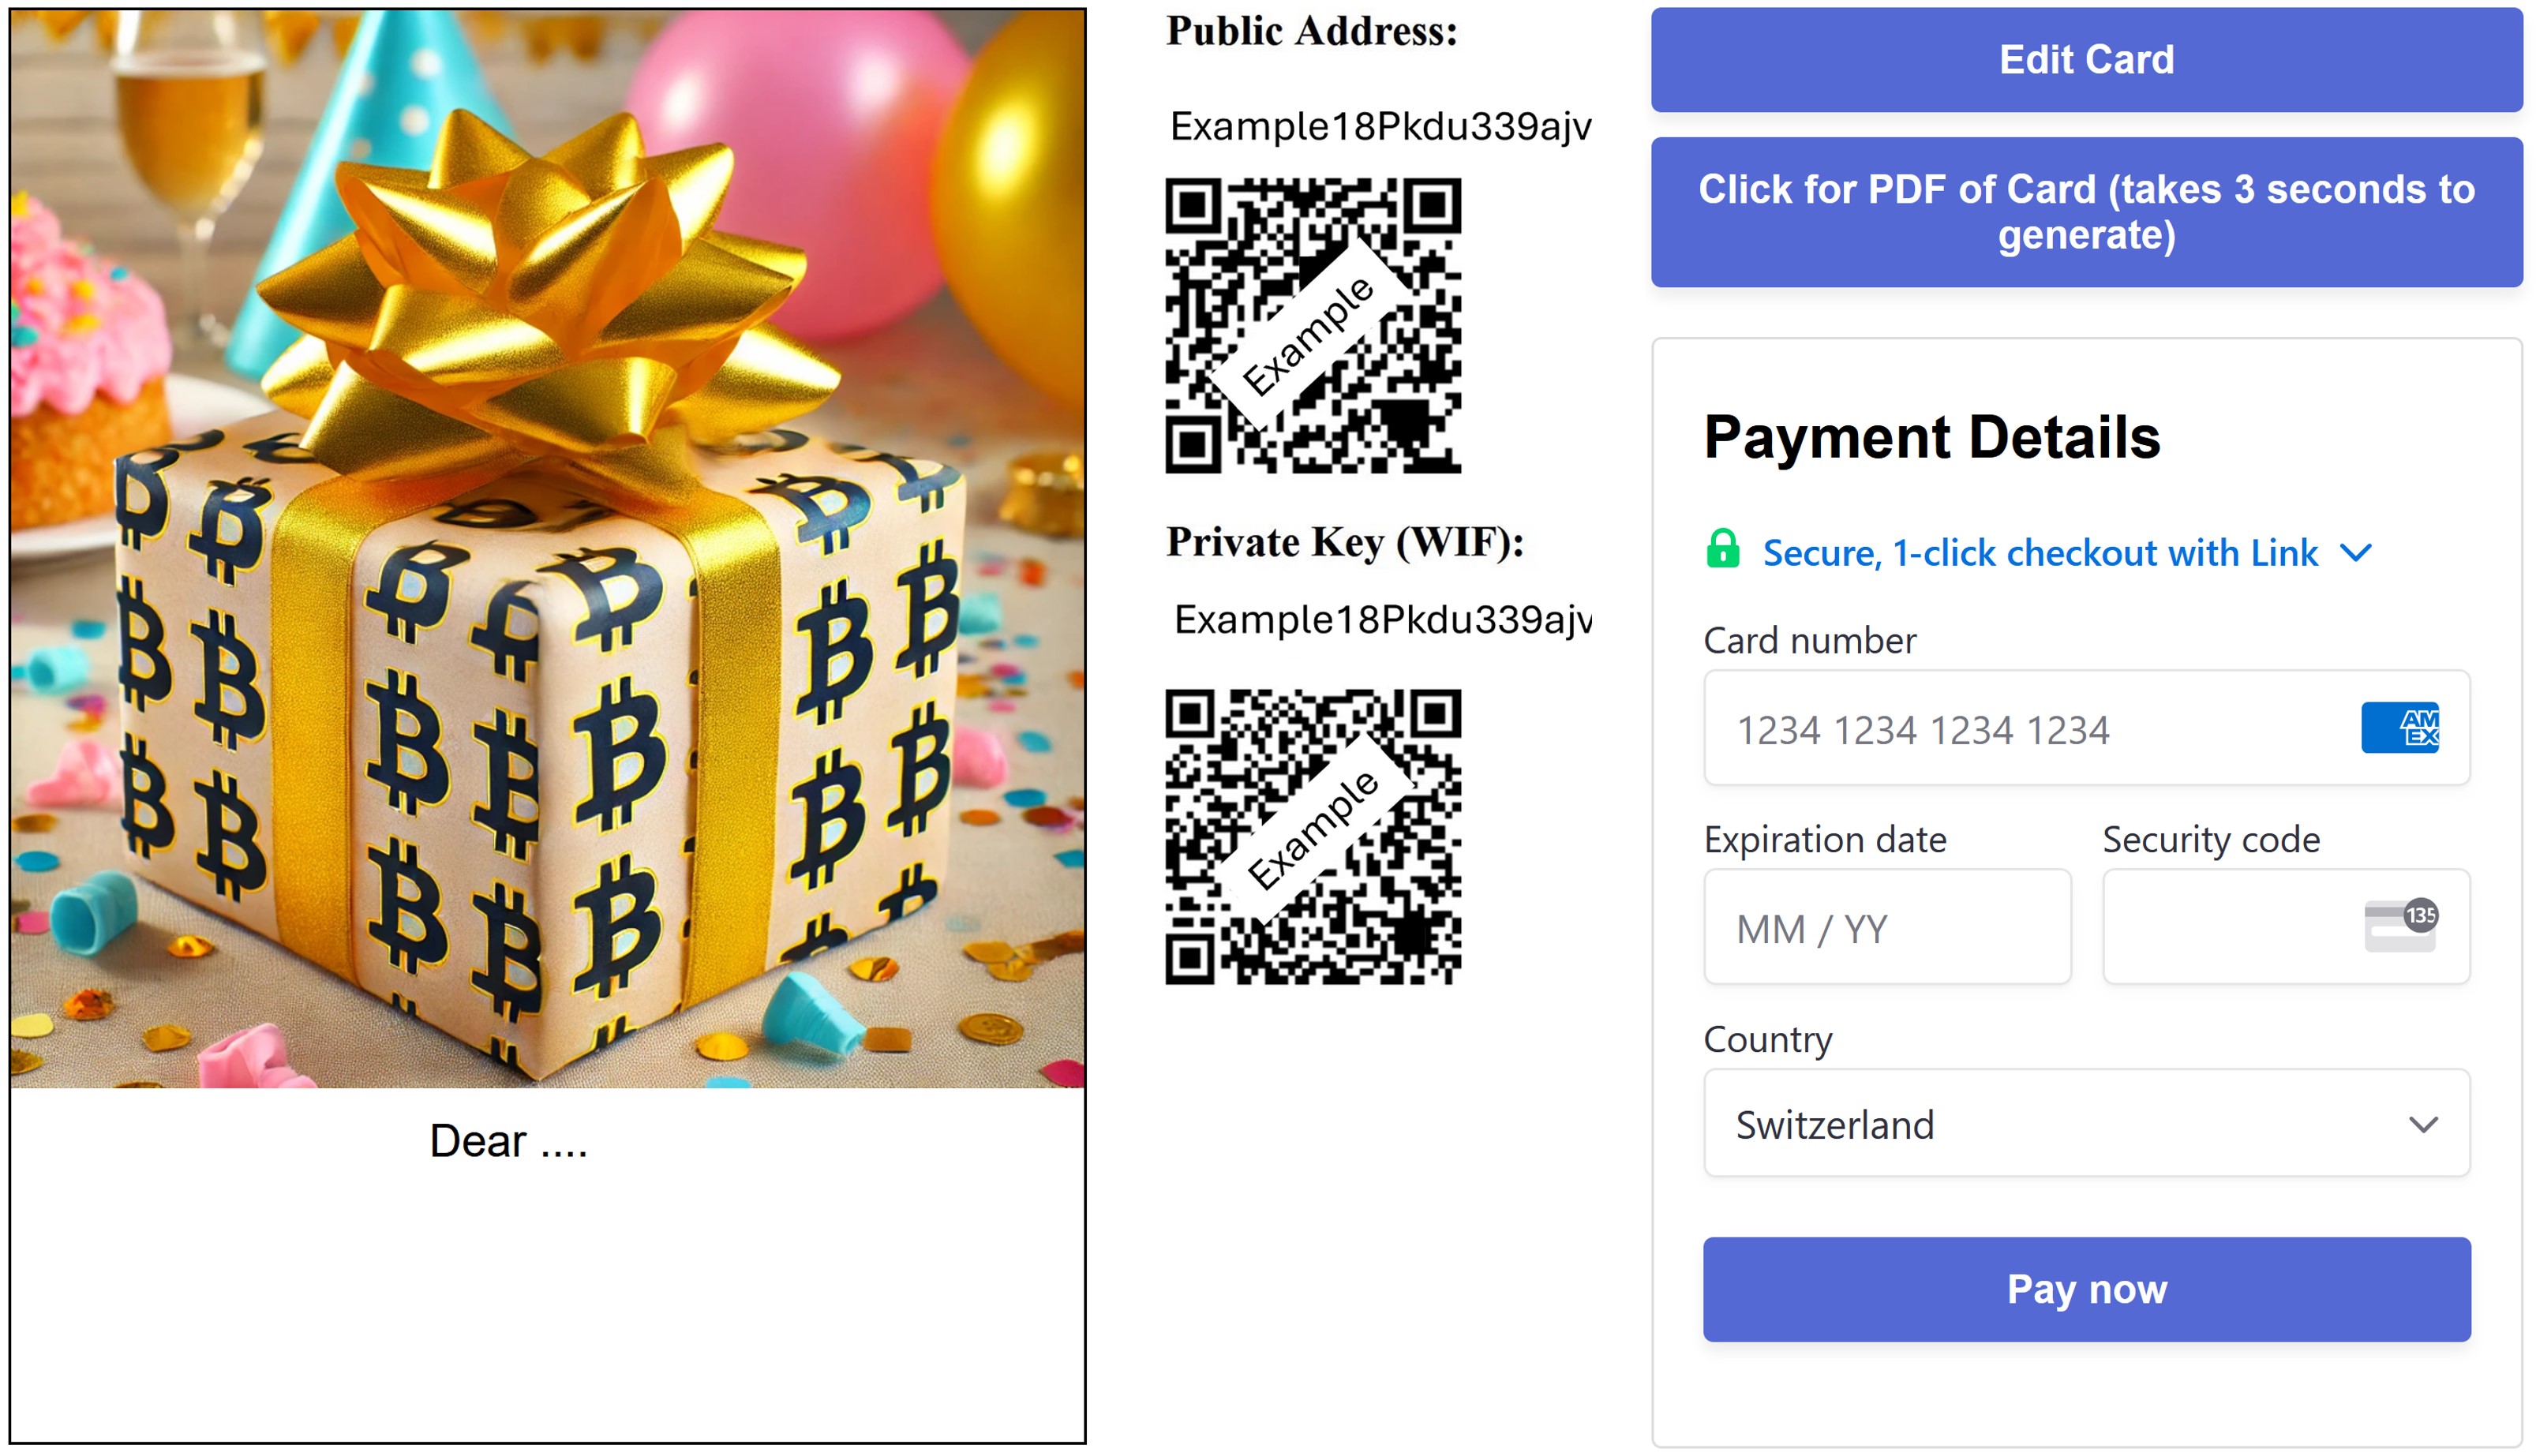 Dear ....
Public Address:
Example18Pkdu339ajv
Example
Private Key (WIF):
Example18Pkdu339ajv
Example
Edit Card
Click for PDF of Card (takes 3 seconds to
generate)
Payment Details
Secure, 1-click checkout with Link
Card number
1234 1234 1234 1234
AM
EX
Expiration date
Security code
MM / YY
135
Country
Switzerland
Pay now